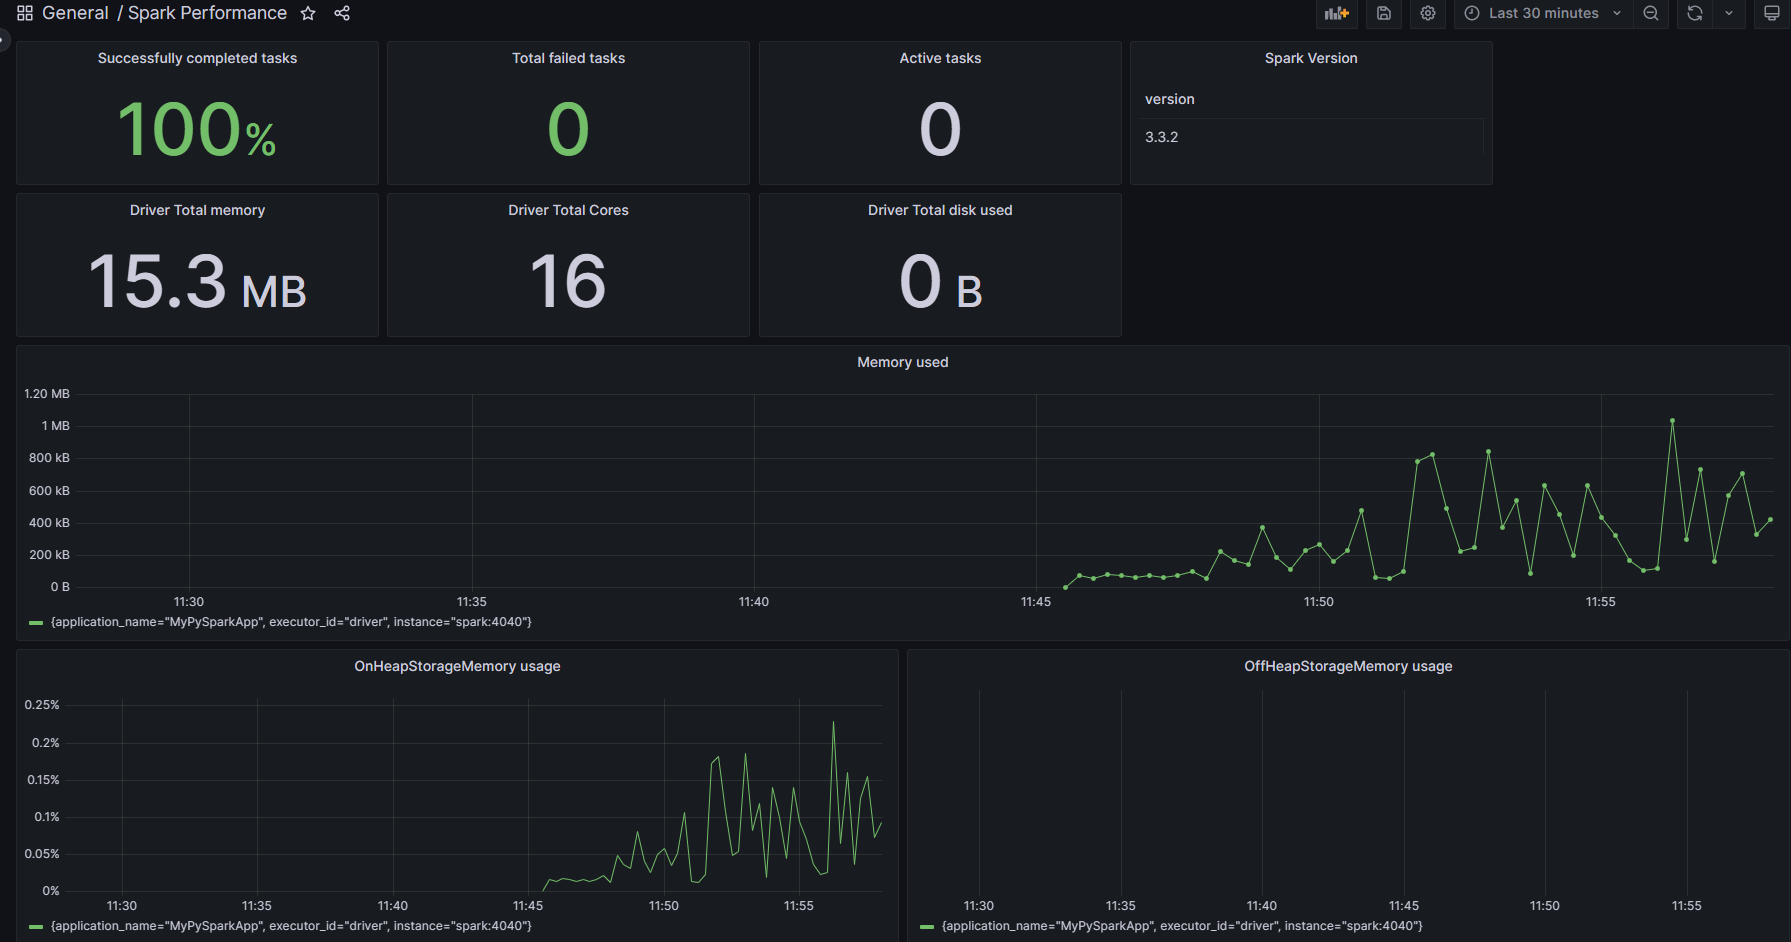 General / Spark Performance
Last 30 minutes
Successfully completed tasks
100%
Total failed tasks
0
Active tasks
0
Spark Version
version
3.3.2
Driver Total memory
15.3 MB
Driver Total Cores
16
Driver Total disk used
0 B
Memory used
1.20 MB
1 MB
800 kB
600 kB
400 kB
200 kB
0 B
11:30 11:35 11:40 11:45 11:50 11:55
{application_name="MyPySparkApp", executor_id="driver", instance="spark:4040"}
OnHeapStorageMemory usage
0.25%
0.2%
0.15%
0.1%
0.05%
0%
11:30 11:35 11:40 11:45 11:50 11:55
{application_name="MyPySparkApp", executor_id="driver", instance="spark:4040"}
OffHeapStorageMemory usage
11:30 11:35 11:40 11:45 11:50 11:55
{application_name="MyPySparkApp", executor_id="driver", instance="spark:4040"}